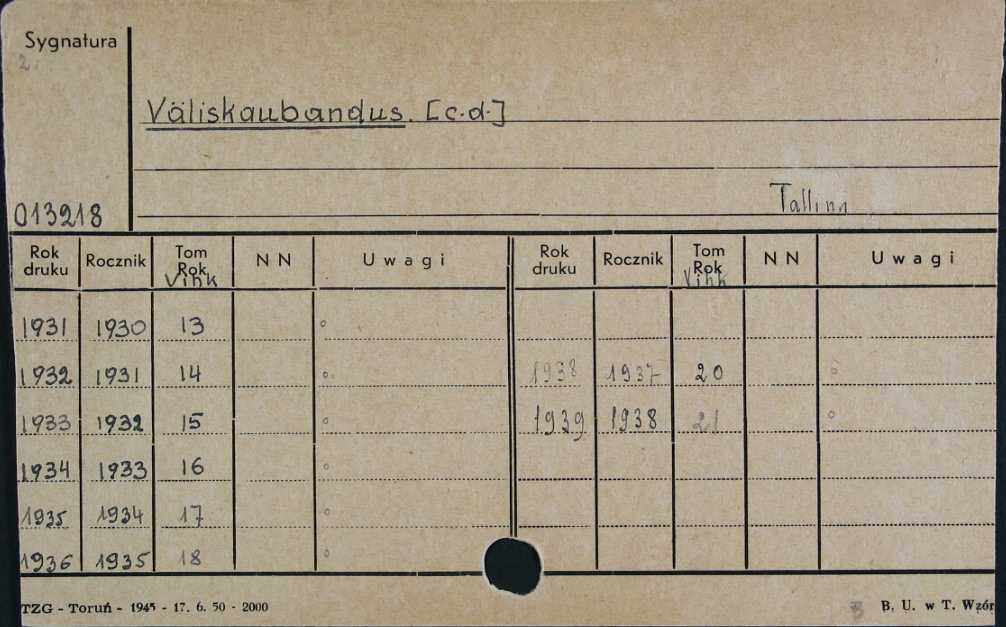 Sygnatura
2.
Väliskaubandus. [c.d.]
Tallinn
013218
Rok druku Rocznik Tom Rok Vihk N N Uwagi Rok druku Rocznik Tom Rok Vihk N N Uwagi
1931 1930 13 o
1932 1931 14 o. 1938 1937 20 o
1933 1932 15 o 1939 1938 21 o
1934 1933 16 o
1935 1934 17 o
1936 1935 18 o
TZG - Toruń - 1945 - 17. 6. 50 - 2000 B. U. w T. Wzór